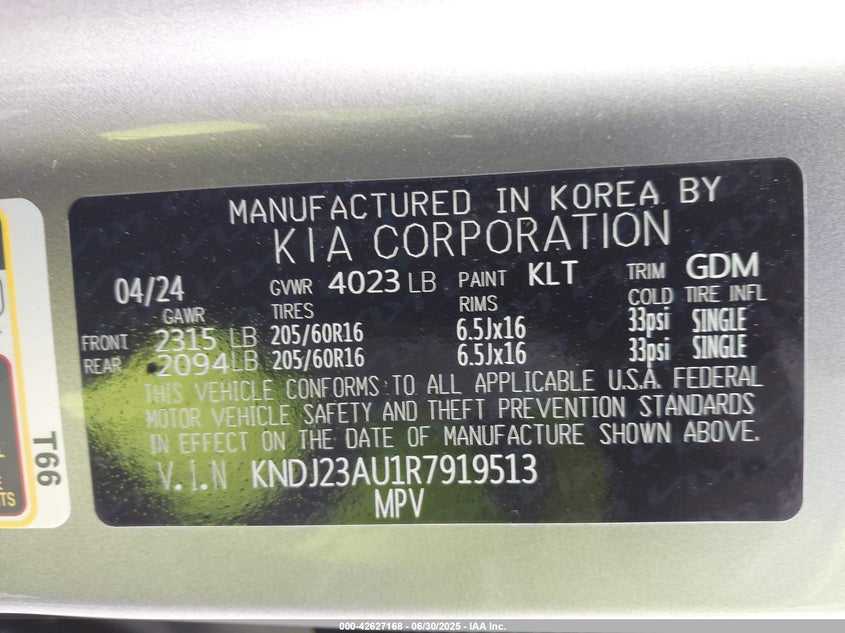 MANUFACTURED IN KOREA BY
KIA CORPORATION
04/24 GVWR 4023 LB PAINT KLT TRIM GDM
GAWR TIRES RIMS COLD TIRE INFL
FRONT 2315 LB 205/60R16 6.5Jx16 33psi SINGLE
REAR 2094 LB 205/60R16 6.5Jx16 33psi SINGLE
THIS VEHICLE CONFORMS TO ALL APPLICABLE U.S.A. FEDERAL
MOTOR VEHICLE SAFETY AND THEFT PREVENTION STANDARDS
IN EFFECT ON THE DATE OF MANUFACTURE SHOWN ABOVE.
V.I.N KNDJ23AU1R7919513
MPV
T66
000-42627168 - 06/30/2025 - IAA Inc.